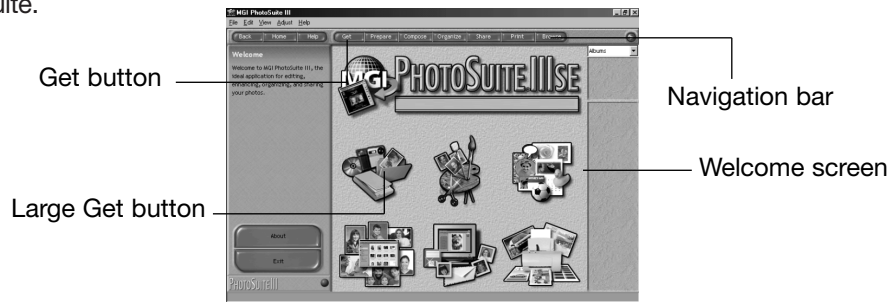 uite.
MGI PhotoSuite III
File Edit View Adjust Help
Back Home Help Get Prepare Compose Organize Share Print Browse
Welcome
Welcome to MGI PhotoSuite III, the
ideal application for editing,
enhancing, organizing, and sharing
your photos.
Albums
MGI PHOTOSUITE III SE
Get button
Navigation bar
Welcome screen
Large Get button
About
Exit
PHOTOSUITE III